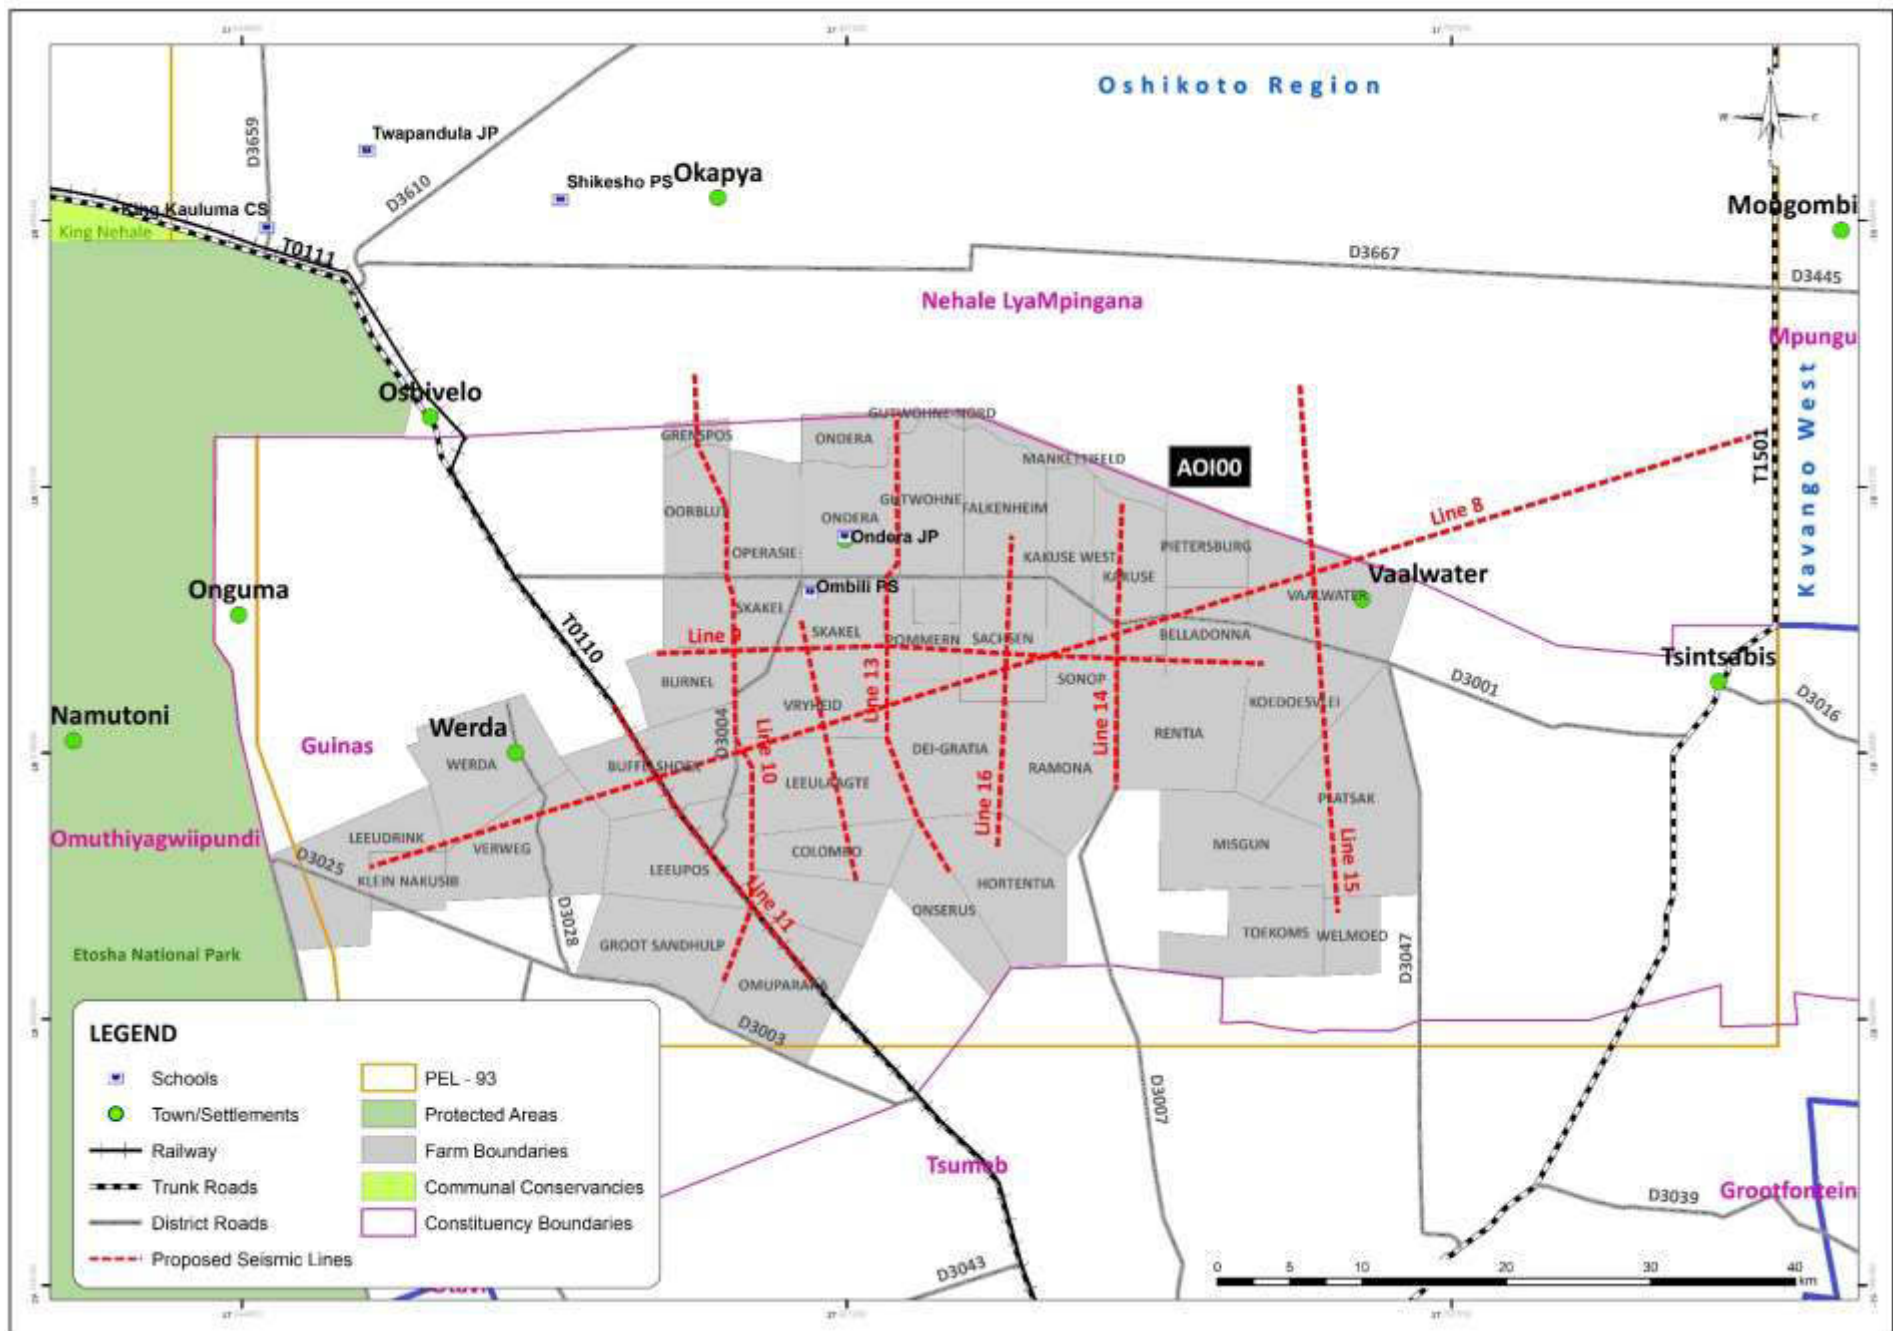 Oshikoto Region
N
W
E
D3659
Twapandula JP
D3610
Shikesho PS
Okapya
Mongombi
King Kauluma CS
King Nehale
T0111
D3667
D3445
Nehale LyaMpingana
Mpungu
Kavango West
T1501
Oshivelo
GRENSPOS
ONDERA
GUTWOHNE-NORD
MANKETTIFELD
AOI00
Line 8
OORBLUT
ONDERA
GUTWOHNE
FALKENHEIM
Ondera JP
OPERASIE
KAKUSE WEST
KAKUSE
PIETERSBURG
Vaalwater
VAALWATER
Onguma
Ombili PS
SKAKEL
SKAKEL
POMMERN
SACHSEN
BELLADONNA
T0110
Line 9
Tsintsabis
BURNEL
SONOP
D3001
D3016
Line 13
KOEDOESVLEI
VRYHEID
Namutoni
Werda
D3004
Line 10
Line 14
RENTIA
Guinas
WERDA
BUFFELSHOEK
DEI-GRATIA
RAMONA
LEEULAAGTE
Line 16
PLATSAK
Omuthiyagwiipundi
LEEUDRINK
VERWEG
COLOMBO
MISGUN
Line 15
D3025
KLEIN NAKUSIB
LEEUPOS
HORTENTIA
Line 11
ONSERUS
D3028
GROOT SANDHULP
TOEKOMS
WELMOED
D3047
Etosha National Park
OMUPARARA
D3003
D3007
Tsumeb
D3039
Grootfontein
D3043
Otavi
LEGEND
Schools
Town/Settlements
Railway
Trunk Roads
District Roads
Proposed Seismic Lines
PEL - 93
Protected Areas
Farm Boundaries
Communal Conservancies
Constituency Boundaries
0 5 10 20 30 40
km